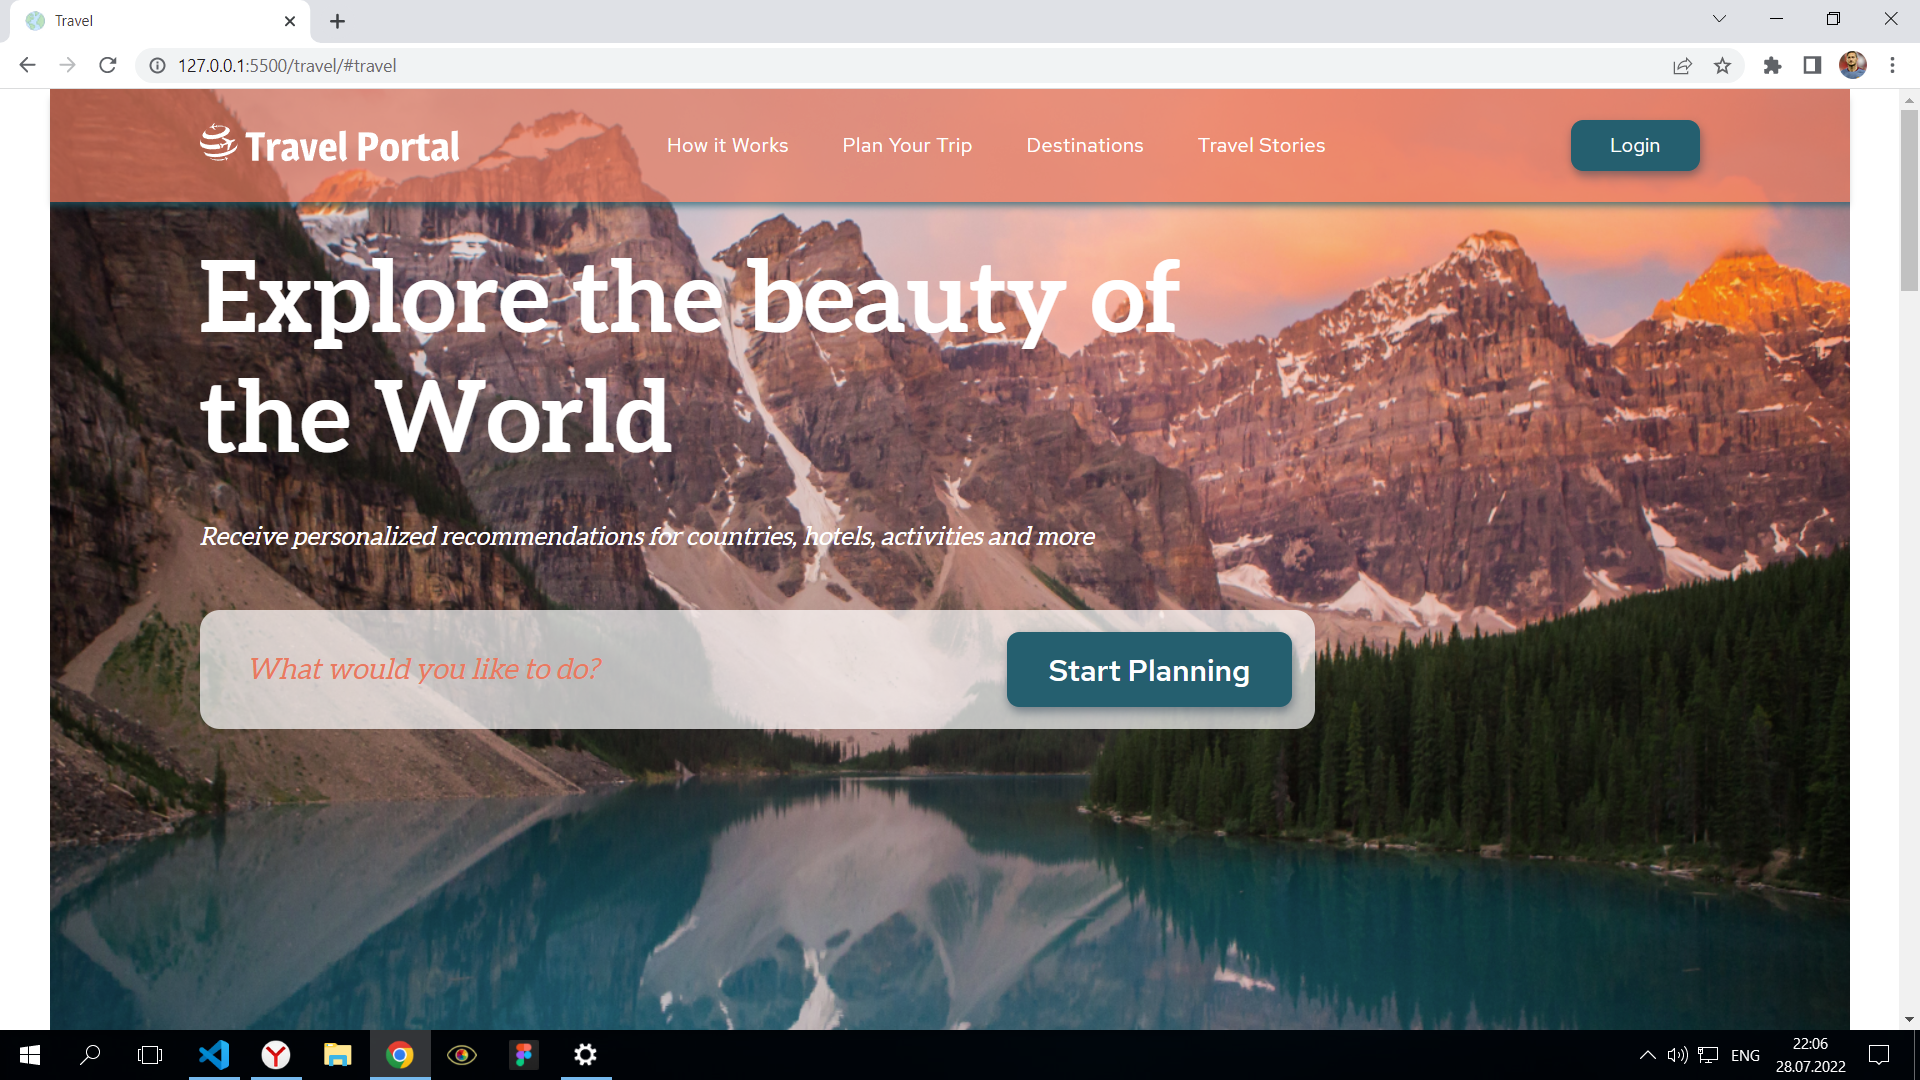 Travel
127.0.0.1:5500/travel/#travel
Travel Portal
How it Works
Plan Your Trip
Destinations
Travel Stories
Login
Explore the beauty of
the World
Receive personalized recommendations for countries, hotels, activities and more
What would you like to do?
Start Planning
ENG
22:06
28.07.2022